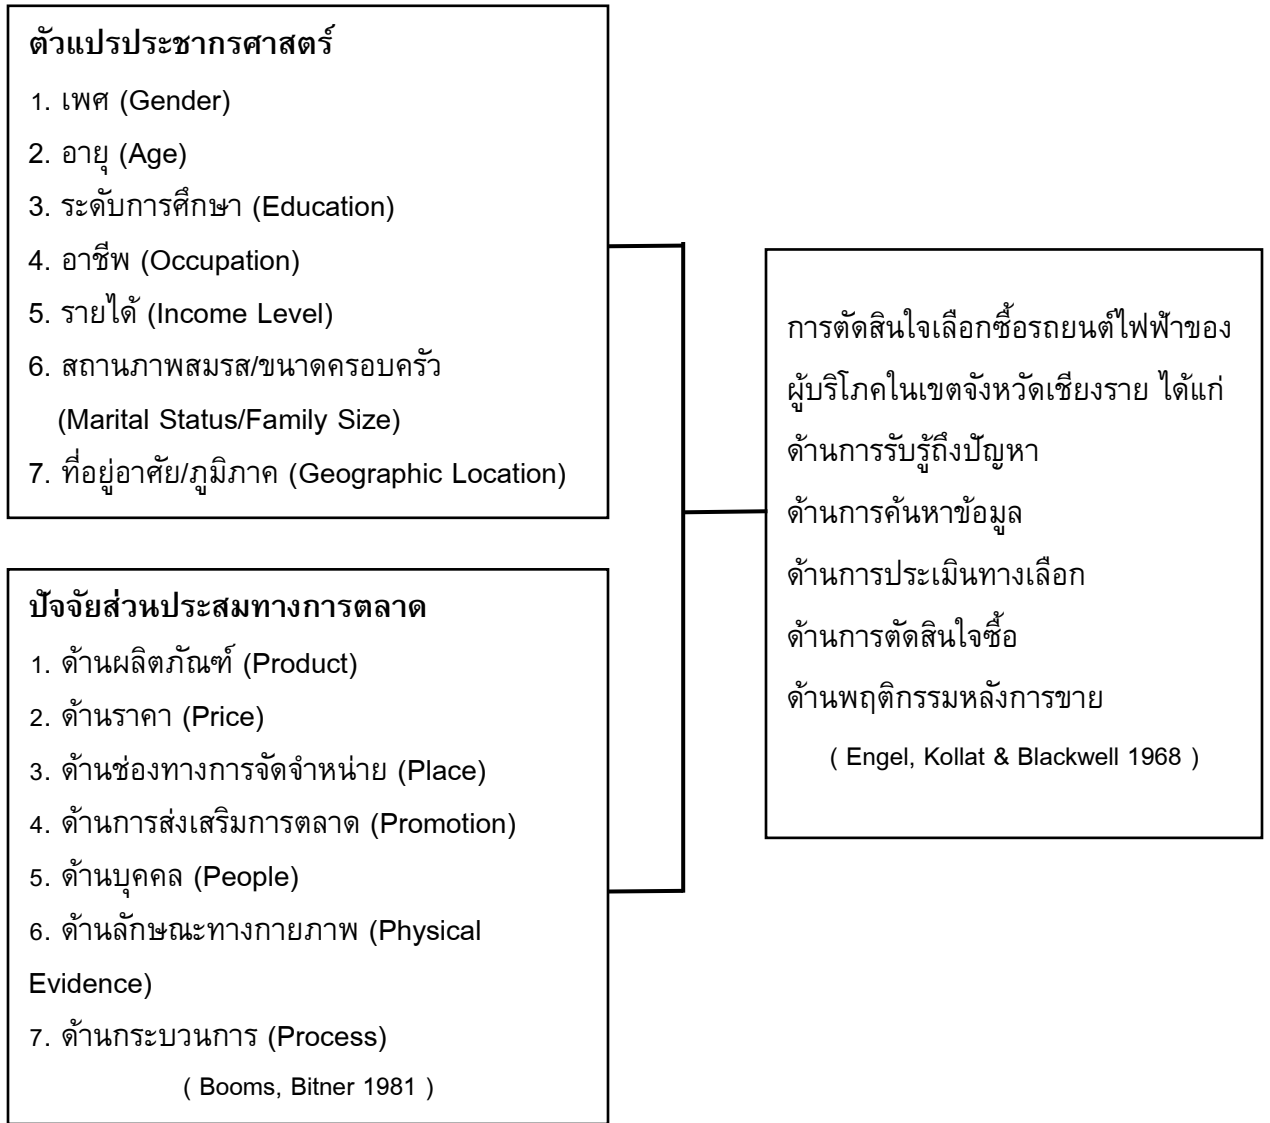 ตัวแปรประชากรศาสตร์
1. เพศ (Gender)
2. อายุ (Age)
3. ระดับการศึกษา (Education)
4. อาชีพ (Occupation)
5. รายได้ (Income Level)
6. สถานภาพสมรส/ขนาดครอบครัว
(Marital Status/Family Size)
7. ที่อยู่อาศัย/ภูมิภาค (Geographic Location)
ปัจจัยส่วนประสมทางการตลาด
1. ด้านผลิตภัณฑ์ (Product)
2. ด้านราคา (Price)
3. ด้านช่องทางการจัดจำหน่าย (Place)
4. ด้านการส่งเสริมการตลาด (Promotion)
5. ด้านบุคคล (People)
6. ด้านลักษณะทางกายภาพ (Physical
Evidence)
7. ด้านกระบวนการ (Process)
( Booms, Bitner 1981 )
การตัดสินใจเลือกซื้อรถยนต์ไฟฟ้าของ
ผู้บริโภคในเขตจังหวัดเชียงราย ได้แก่
ด้านการรับรู้ถึงปัญหา
ด้านการค้นหาข้อมูล
ด้านการประเมินทางเลือก
ด้านการตัดสินใจซื้อ
ด้านพฤติกรรมหลังการขาย
( Engel, Kollat & Blackwell 1968 )